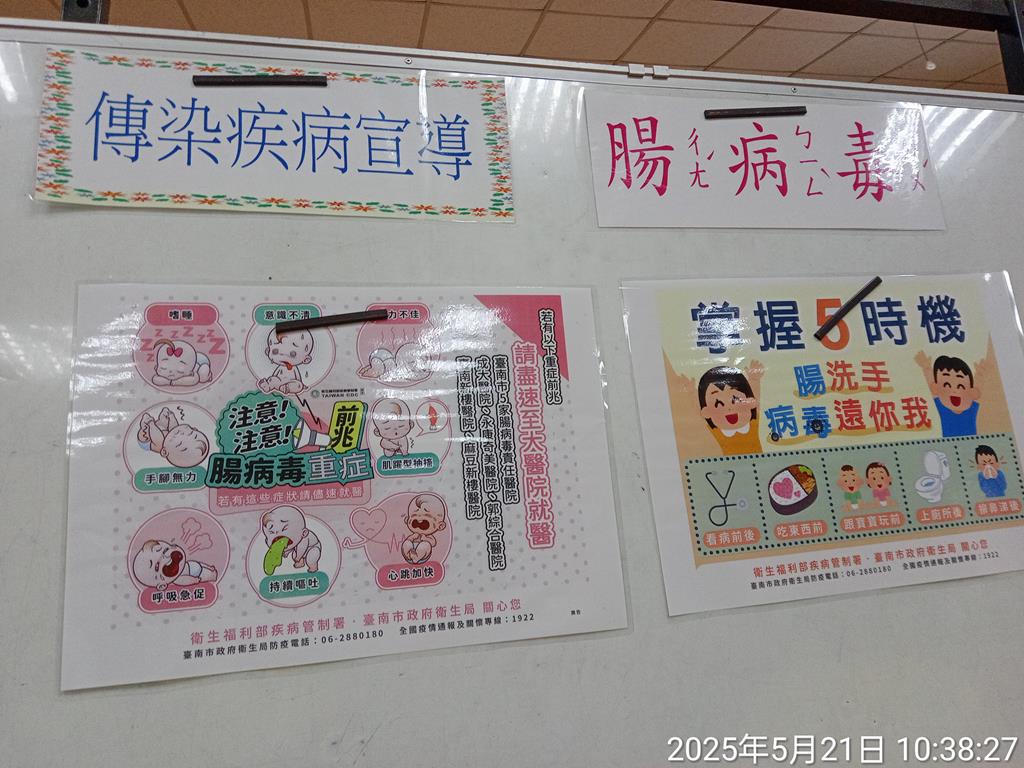 傳染疾病宣導
腸ㄔㄤˊ病ㄅㄧㄥˋ毒
嗜睡
意識不清
力不佳
手腳無力
注意!
注意!
前兆
腸病毒重症
若有這些症狀請儘速就醫
TAIWAN CDC
肌躍型抽搐
呼吸急促
持續嘔吐
心跳加快
若有以下重症前兆
請盡速至大醫院就醫
臺南市5家腸病毒責任醫院
成大醫院、永康奇美醫院、郭綜合醫院
南新樓醫院、麻豆新樓醫院
衛生福利部疾病管制署・臺南市政府衛生局 關心您
臺南市政府衛生局防疫電話：06-2880180 全國疫情通報及關懷專線：1922
廣告
掌握5時機
腸洗手
病毒遠你我
看病前後
吃東西前
跟寶寶玩前
上廁所後
擤鼻涕後
衛生福利部疾病管制署・臺南市政府衛生局 關心您
臺南市政府衛生局防疫電話：06-2880180 全國疫情通報及關懷專線：1922
2025年5月21日 10:38:27